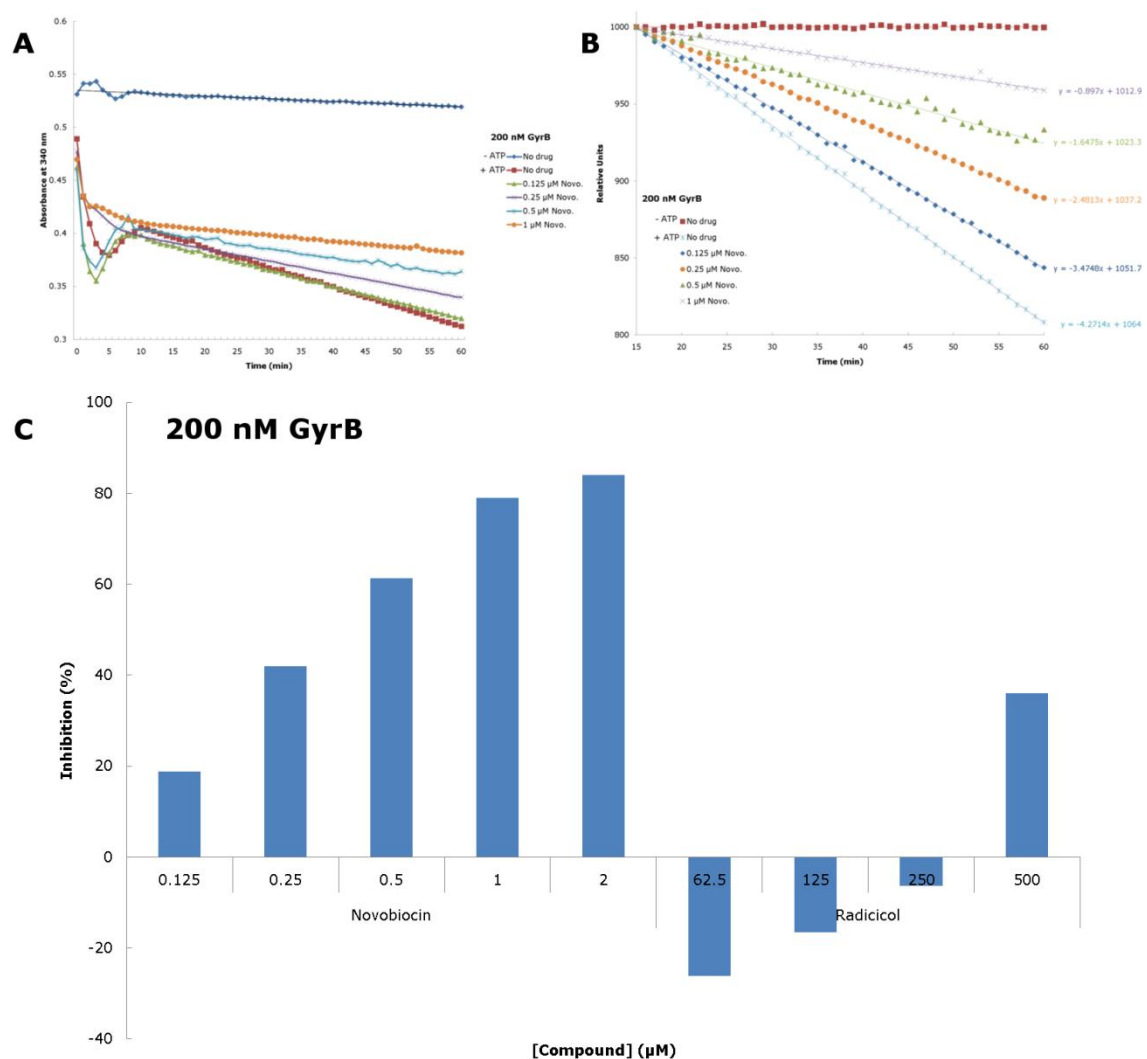 A
0.6
0.55
0.5
0.45
0.4
0.35
0.3
Absorbance at 340 nm
0 5 10 15 20 25 30 35 40 45 50 55 60
Time (min)
200 nM GyrB
- ATP No drug
+ ATP No drug
0.125 µM Novo.
0.25 µM Novo.
0.5 µM Novo.
1 µM Novo.
B
1000
950
900
850
800
Relative Units
15 20 25 30 35 40 45 50 55 60
Time (min)
200 nM GyrB
- ATP No drug
+ ATP No drug
0.125 µM Novo.
0.25 µM Novo.
0.5 µM Novo.
1 µM Novo.
y = -0.897x + 1012.9
y = -1.6475x + 1023.3
y = -2.4813x + 1037.2
y = -3.4748x + 1051.7
y = -4.2714x + 1064
C
200 nM GyrB
100
80
60
40
20
0
-20
-40
Inhibition (%)
0.125 0.25 0.5 1 2 62.5 125 250 500
Novobiocin Radicicol
[Compound] (µM)